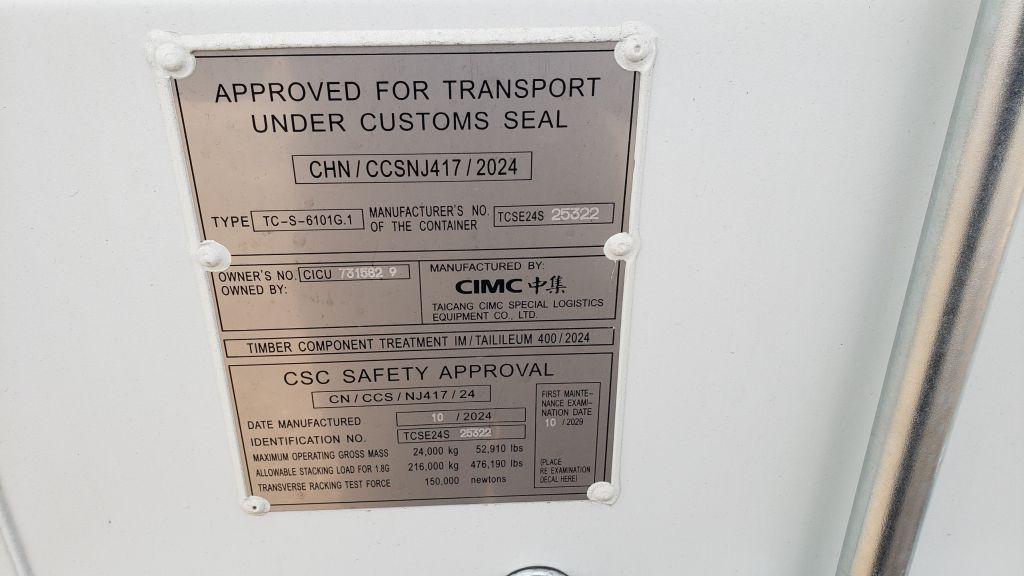 APPROVED FOR TRANSPORT
UNDER CUSTOMS SEAL
CHN/CCSNJ417/2024
TYPE TC-S-6101G.1 MANUFACTURER'S NO. OF THE CONTAINER TCSE24S 25322
OWNER'S NO. CICU 731582 9
OWNED BY:
MANUFACTURED BY:
CIMC 中集
TAICANG CIMC SPECIAL LOGISTICS
EQUIPMENT CO., LTD.
TIMBER COMPONENT TREATMENT IM/TAILILEUM 400/2024
CSC SAFETY APPROVAL
CN/CCS/NJ417/24
DATE MANUFACTURED 10 / 2024
IDENTIFICATION NO. TCSE24S 25322
MAXIMUM OPERATING GROSS MASS 24,000 kg 52,910 lbs
ALLOWABLE STACKING LOAD FOR 1.8G 216,000 kg 476,190 lbs
TRANSVERSE RACKING TEST FORCE 150,000 newtons
FIRST MAINTE-
NANCE EXAMI-
NATION DATE
10 / 2029
(PLACE
RE EXAMINATION
DECAL HERE)